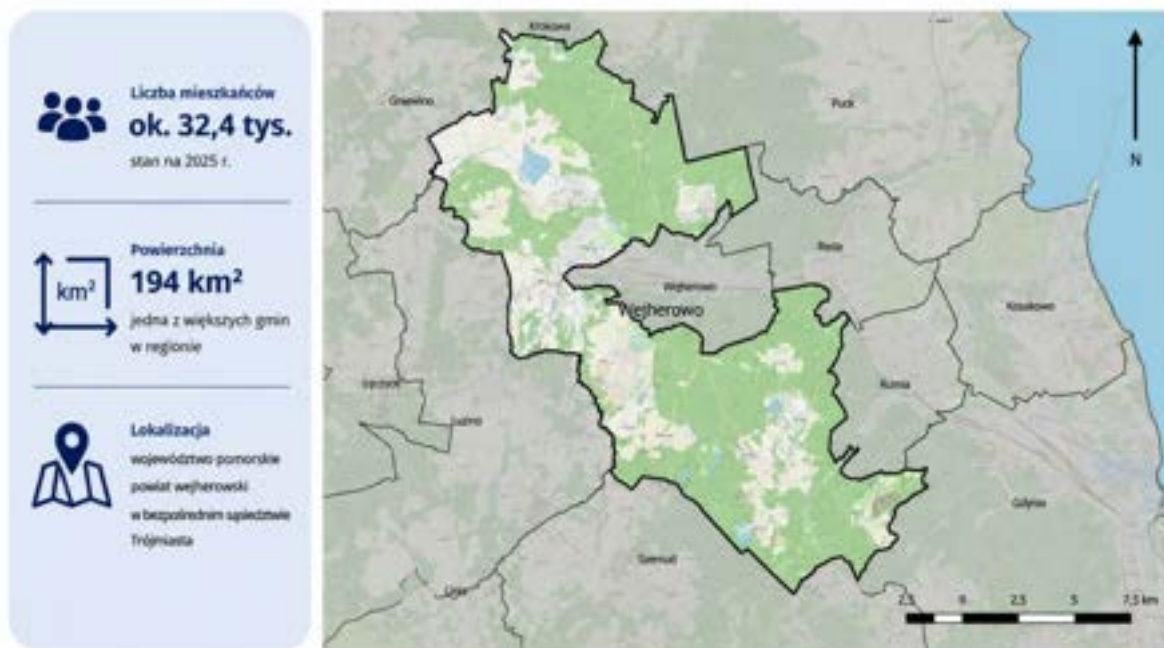 Liczba mieszkańców
ok. 32,4 tys.
stan na 2025 r.
km²
Powierzchnia
194 km²
jedna z większych gmin
w regionie
Lokalizacja
województwo pomorskie
powiat wejherowski
w bezpośrednim sąsiedztwie
Trójmiasta
Krokowa
Gniewino
Puck
N
Reda
Wejherowo
Wejherowo
Kosakowo
Rumia
Łęczyce
Luzino
Gdynia
Szemud
Linia
2,5 0 2,5 5 7,5 km